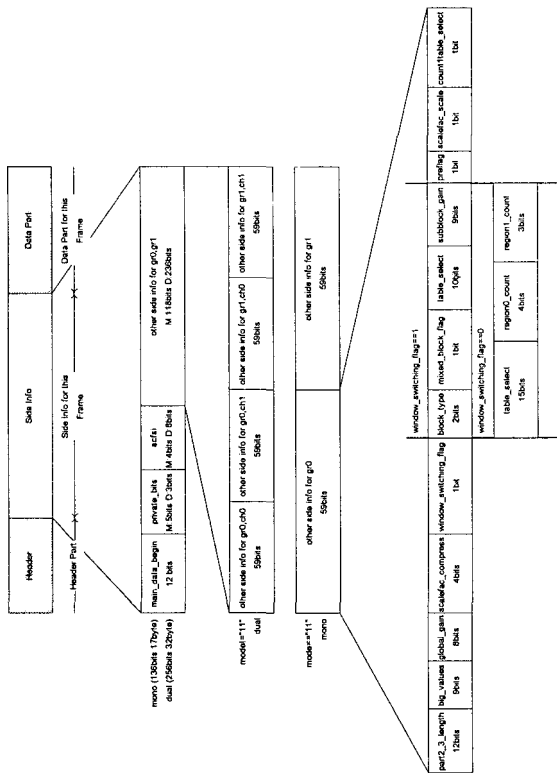 Header
Side Info
Data Part
Header Part
Side Info for this
Frame
Data Part for this
Frame
mono (136bits 17byte)
dual (256bits 32byte)
main_data_begin
12 bits
private_bits
M 5bits D 3bits
scfsi
M 4bits D 8bits
other side info for gr0,gr1
M 118bits D 236bits
dual
other side info for gr0,ch0
59bits
other side info for gr0,ch1
59bits
other side info for gr1,ch0
59bits
other side info for gr1,ch1
59bits
mode=="11"
mono
other side info for gr0
59bits
other side info for gr1
59bits
part2_3_length
12bits
big_values
9bits
global_gain
8bits
scalefac_compress
4bits
window_switching_flag
1bit
window_switching_flag==1
block_type
2bits
mixed_block_flag
1bit
table_select
10bits
subblock_gain
9bits
window_switching_flag==0
table_select
15bits
region0_count
4bits
region1_count
3bits
preflag
1bit
scalefac_scale
1bit
count1table_select
1bit